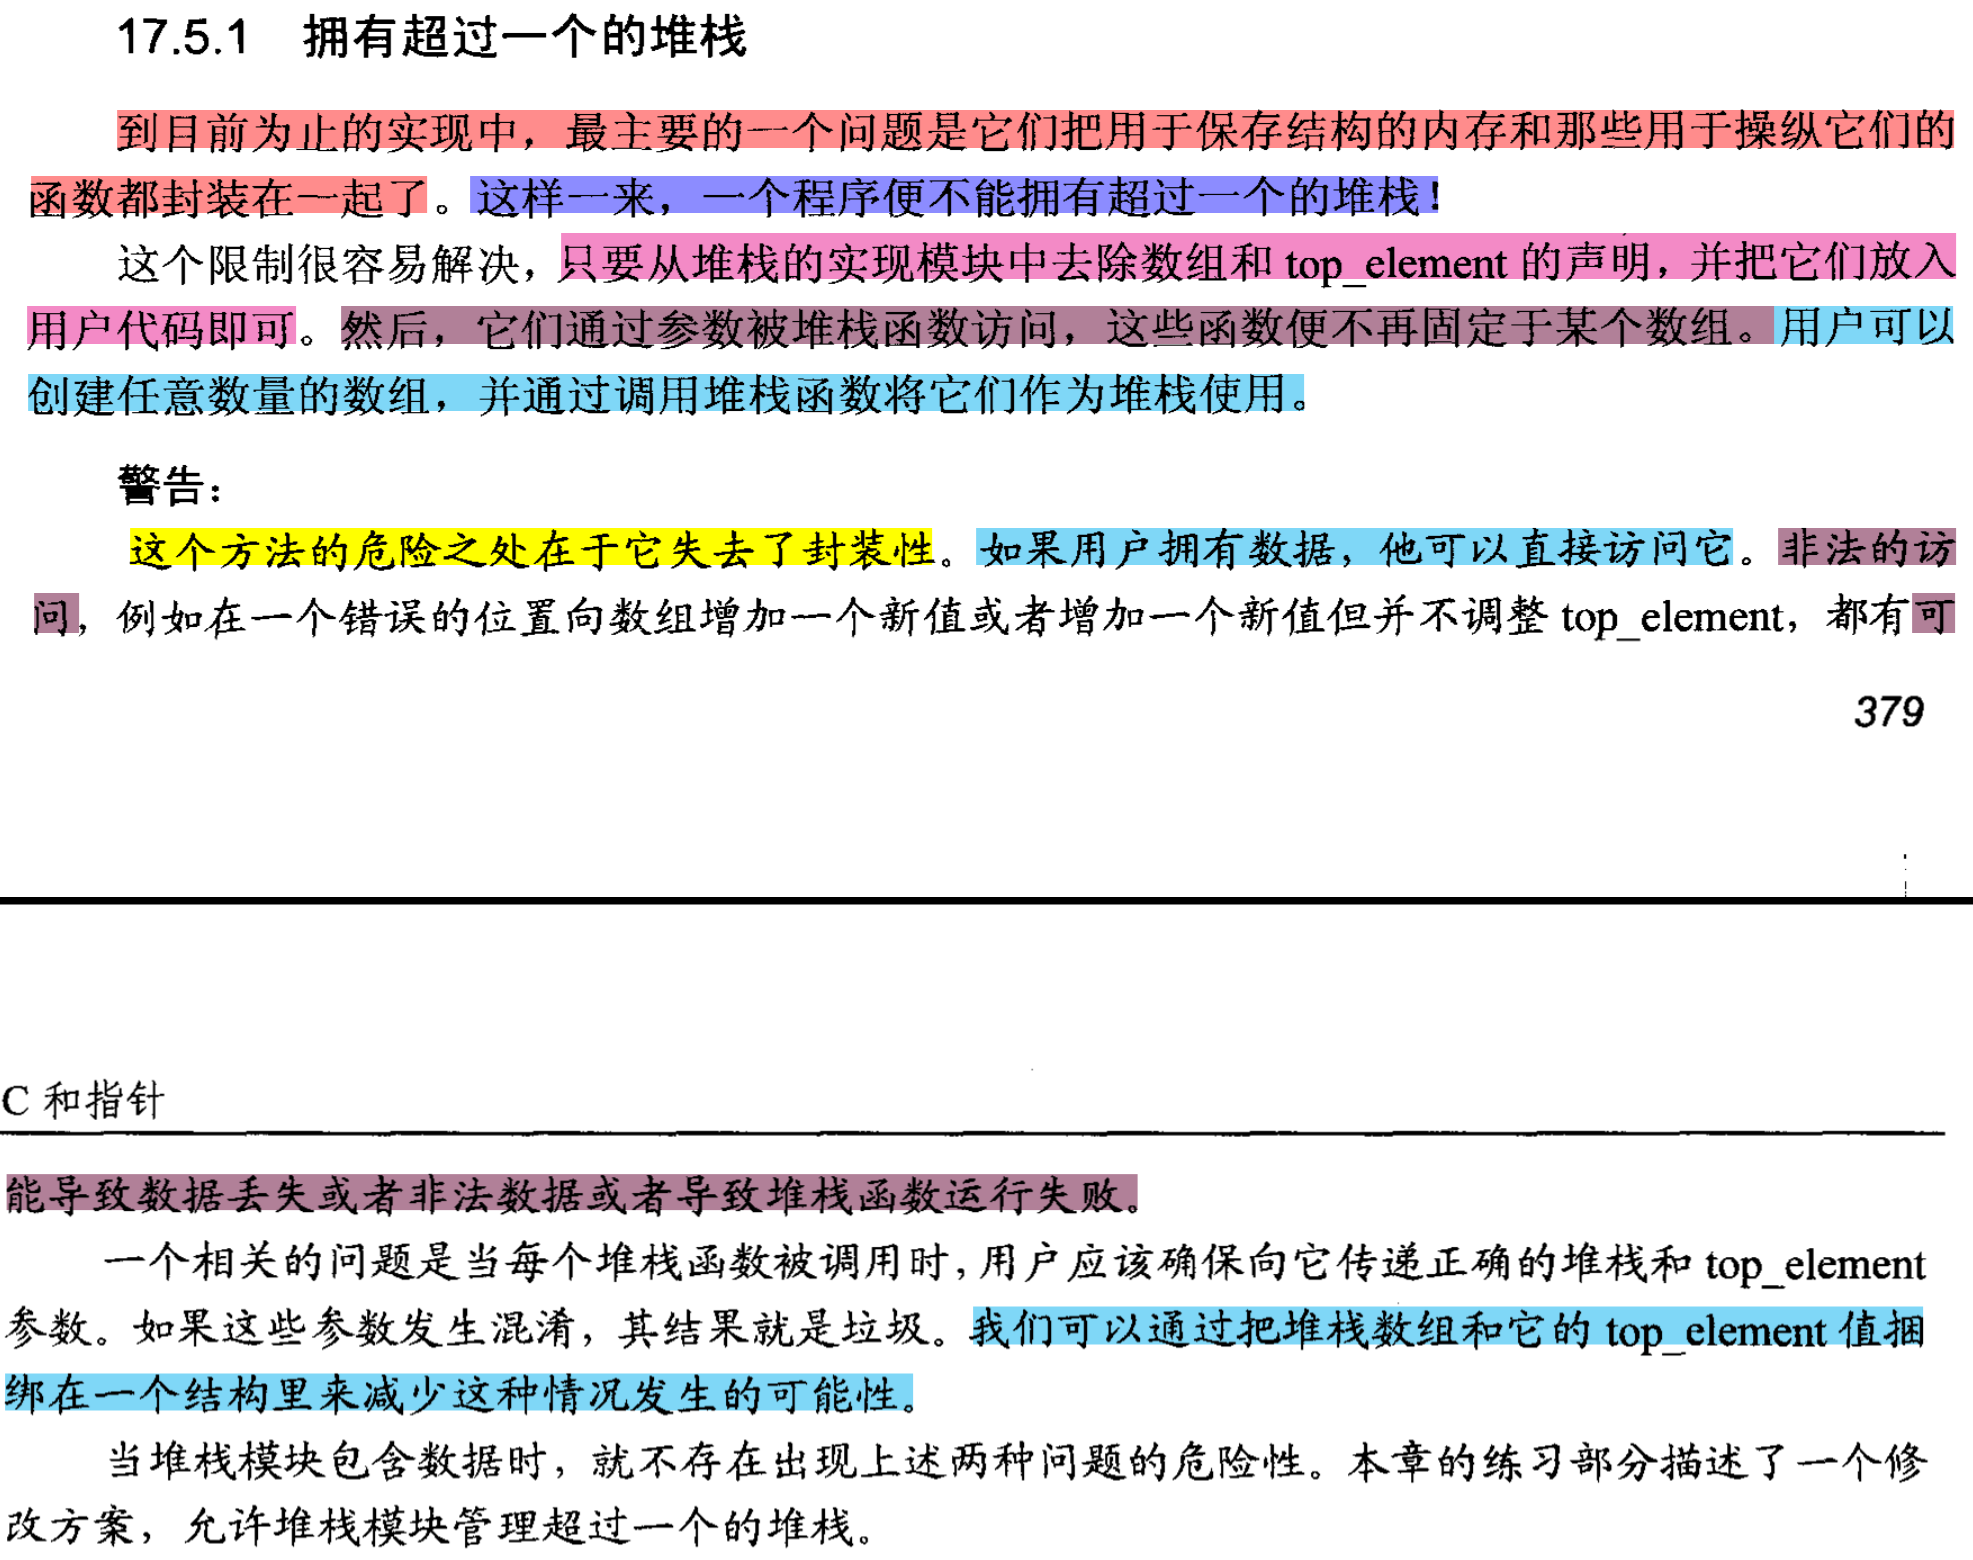 17.5.1 拥有超过一个的堆栈
到目前为止的实现中，最主要的一个问题是它们把用于保存结构的内存和那些用于操纵它们的
函数都封装在一起了。这样一来，一个程序便不能拥有超过一个的堆栈！
这个限制很容易解决，只要从堆栈的实现模块中去除数组和 top_element 的声明，并把它们放入
用户代码即可。然后，它们通过参数被堆栈函数访问，这些函数便不再固定于某个数组。用户可以
创建任意数量的数组，并通过调用堆栈函数将它们作为堆栈使用。
警告：
这个方法的危险之处在于它失去了封装性。如果用户拥有数据，他可以直接访问它。非法的访
问，例如在一个错误的位置向数组增加一个新值或者增加一个新值但并不调整 top_element，都有可
379
C 和指针
能导致数据丢失或者非法数据或者导致堆栈函数运行失败。
一个相关的问题是当每个堆栈函数被调用时，用户应该确保向它传递正确的堆栈和 top_element
参数。如果这些参数发生混淆，其结果就是垃圾。我们可以通过把堆栈数组和它的 top_element 值捆
绑在一个结构里来减少这种情况发生的可能性。
当堆栈模块包含数据时，就不存在出现上述两种问题的危险性。本章的练习部分描述了一个修
改方案，允许堆栈模块管理超过一个的堆栈。